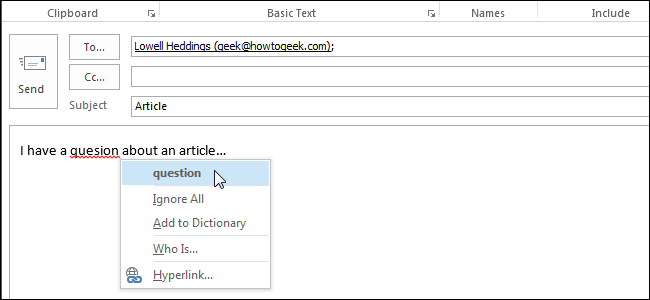 Clipboard Basic Text Names Include
To... Lowell Heddings (geek@howtogeek.com);
Cc...
Send
Subject Article
I have a quesion about an article...
question
Ignore All
Add to Dictionary
Who Is...
Hyperlink...